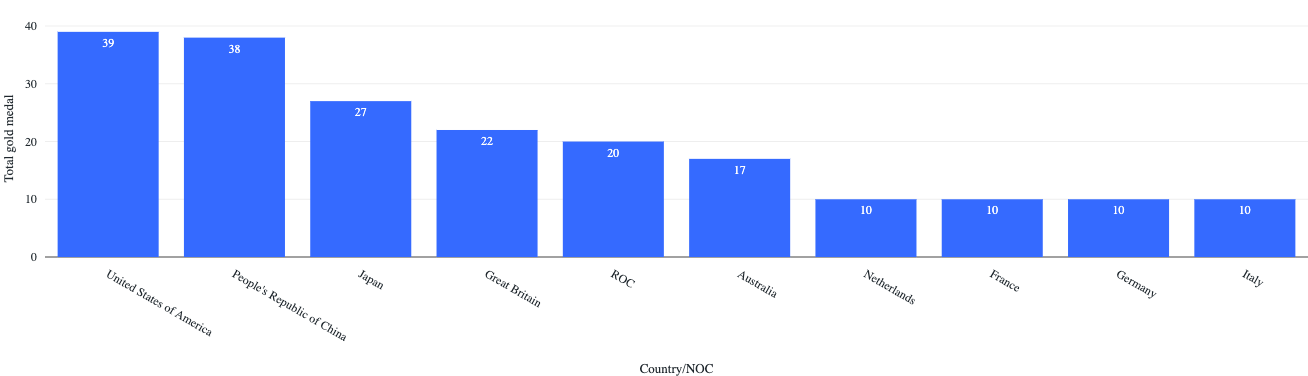 Total gold medal
40
30
20
10
0
39
38
27
22
20
17
10
10
10
10
United States of America
People's Republic of China
Japan
Great Britain
ROC
Australia
Netherlands
France
Germany
Italy
Country/NOC